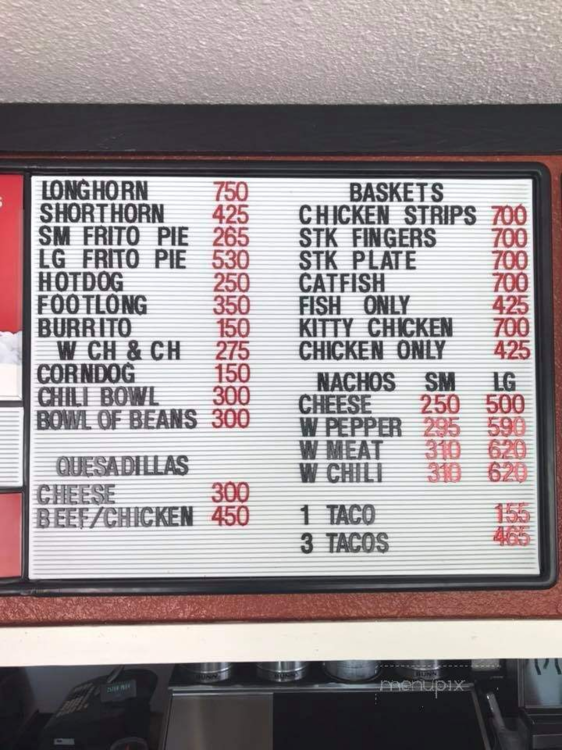 LONGHORN 750
SHORTHORN 425
SM FRITO PIE 265
LG FRITO PIE 530
HOTDOG 250
FOOTLONG 350
BURRITO 150
W CH & CH 275
CORNDOG 150
CHILI BOWL 300
BOWL OF BEANS 300
QUESADILLAS
CHEESE 300
BEEF/CHICKEN 450
BASKETS
CHICKEN STRIPS 700
STK FINGERS 700
STK PLATE 700
CATFISH 700
FISH ONLY 425
KITTY CHICKEN 700
CHICKEN ONLY 425
NACHOS SM LG
CHEESE 250 500
W PEPPER 295 590
W MEAT 310 620
W CHILI 310 620
1 TACO 155
3 TACOS 465
menupix